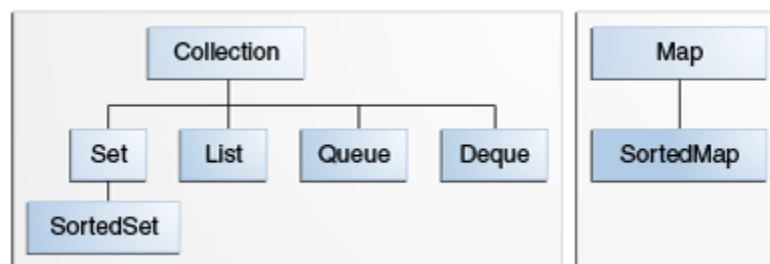 Collection
Map
Set
List
Queue
Deque
SortedMap
SortedSet